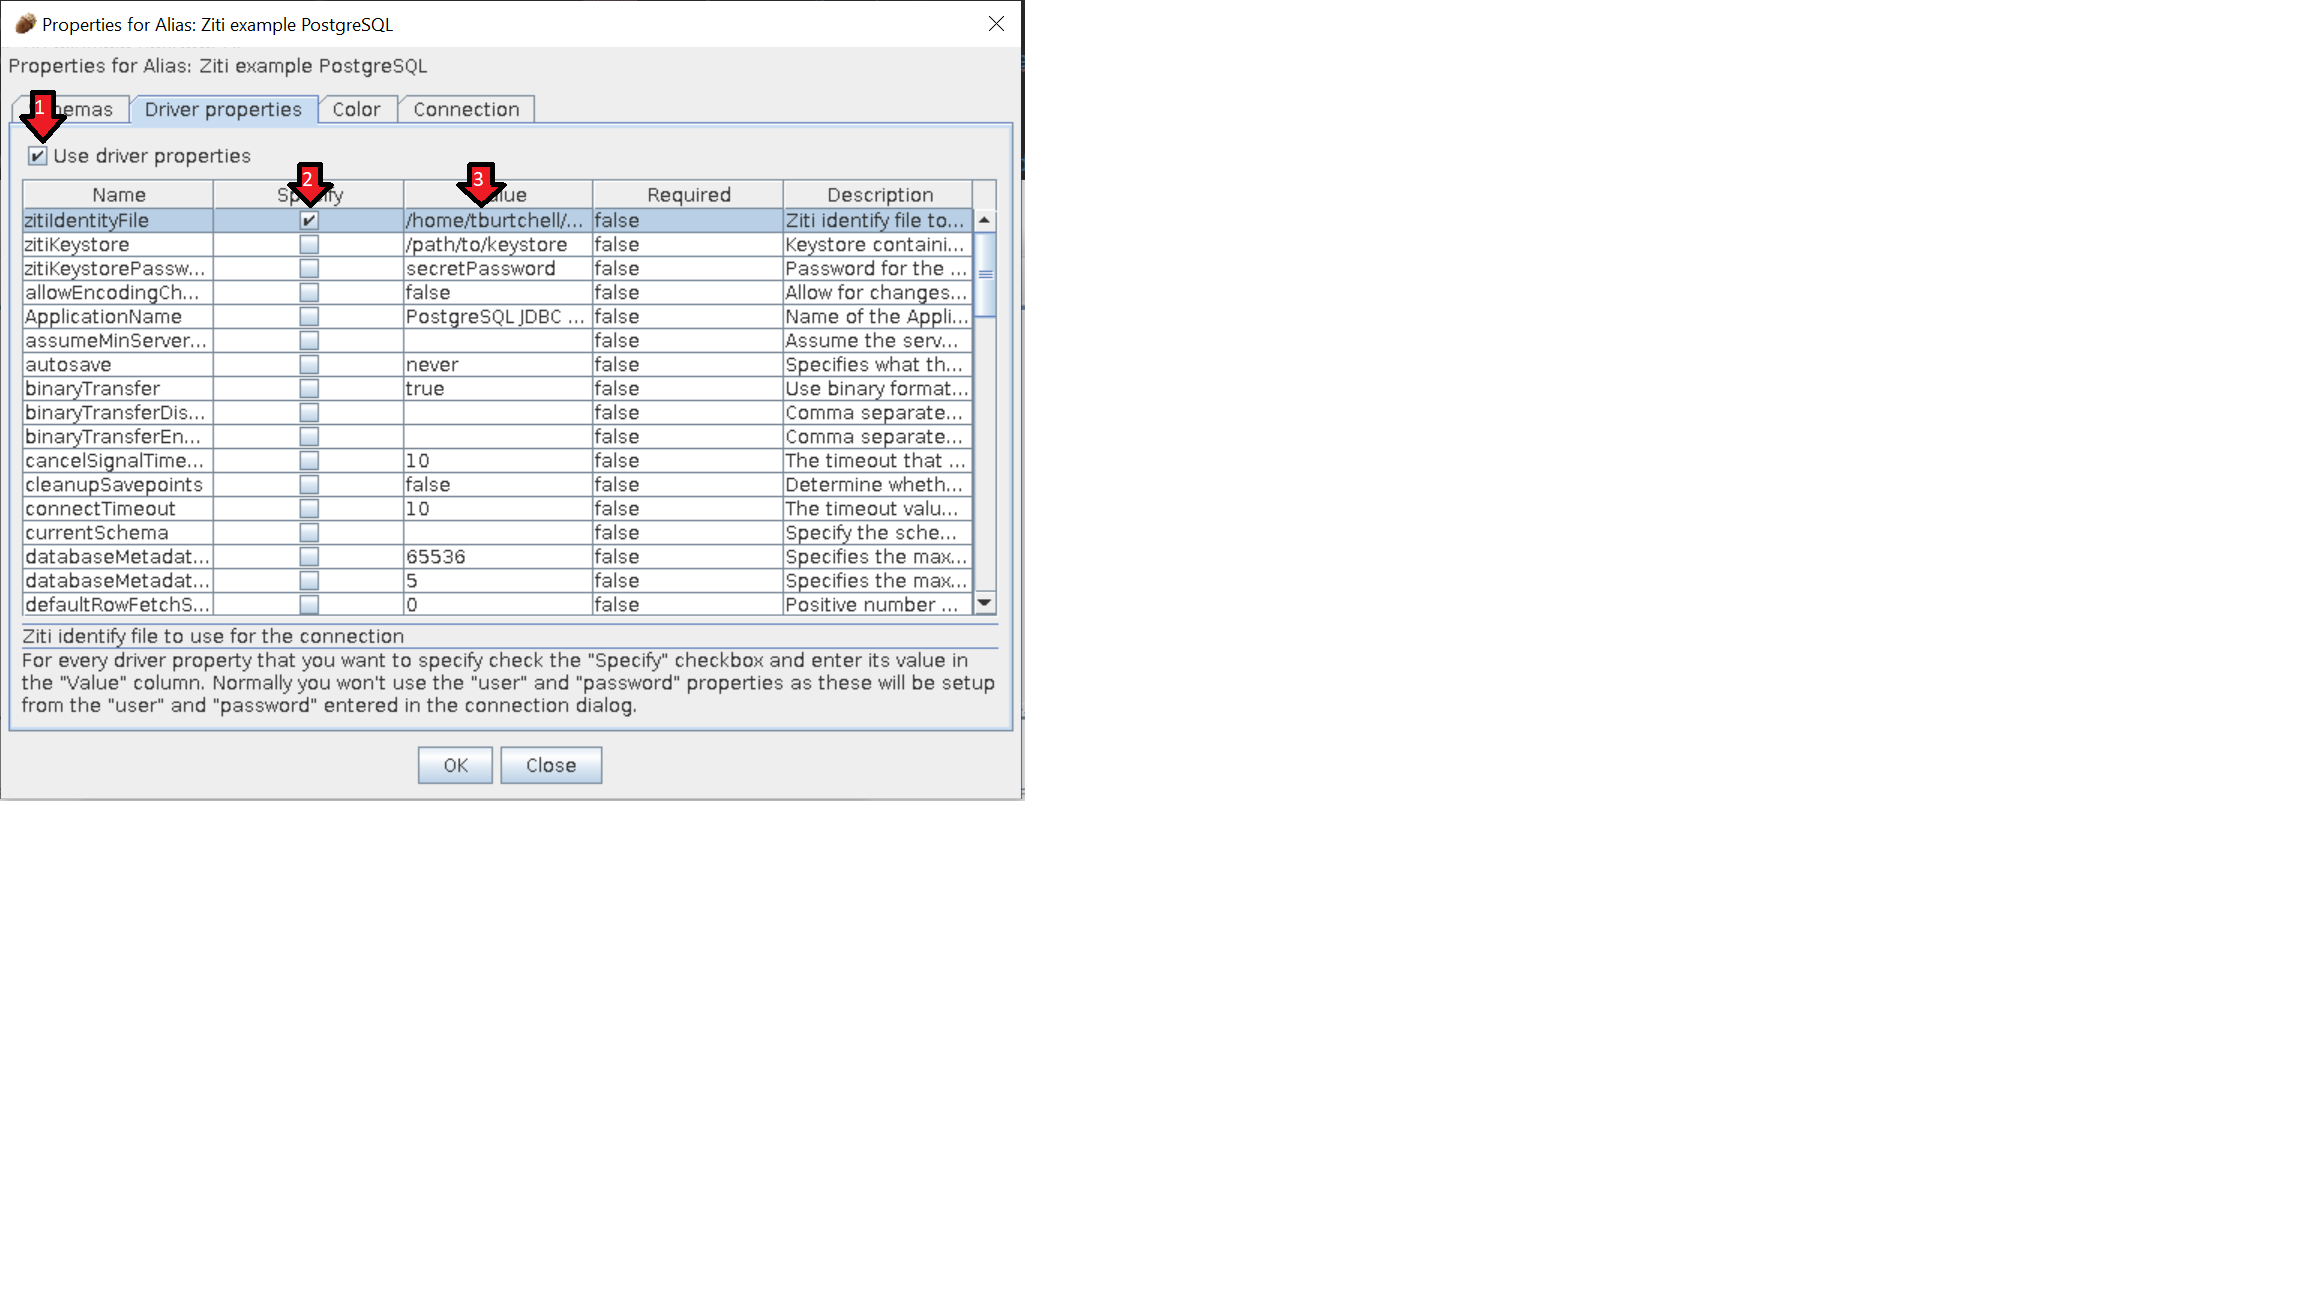 Properties for Alias: Ziti example PostgreSQL
Properties for Alias: Ziti example PostgreSQL
1 emas Driver properties Color Connection
Use driver properties
2 3
Name Required Description
zitiIdentityFile /home/tburtchell/... false Ziti identify file to...
zitiKeystore /path/to/keystore false Keystore containi...
zitiKeystorePassw... secretPassword false Password for the ...
allowEncodingCh... false false Allow for changes...
ApplicationName PostgreSQL JDBC ... false Name of the Appli...
assumeMinServer... false Assume the serv...
autosave never false Specifies what th...
binaryTransfer true false Use binary format...
binaryTransferDis... false Comma separate...
binaryTransferEn... false Comma separate...
cancelSignalTime... 10 false The timeout that ...
cleanupSavepoints false false Determine wheth...
connectTimeout 10 false The timeout valu...
currentSchema false Specify the sche...
databaseMetadat... 65536 false Specifies the max...
databaseMetadat... 5 false Specifies the max...
defaultRowFetchS... 0 false Positive number ...
Ziti identify file to use for the connection
For every driver property that you want to specify check the "Specify" checkbox and enter its value in
the "Value" column. Normally you won't use the "user" and "password" properties as these will be setup
from the "user" and "password" entered in the connection dialog.
OK Close